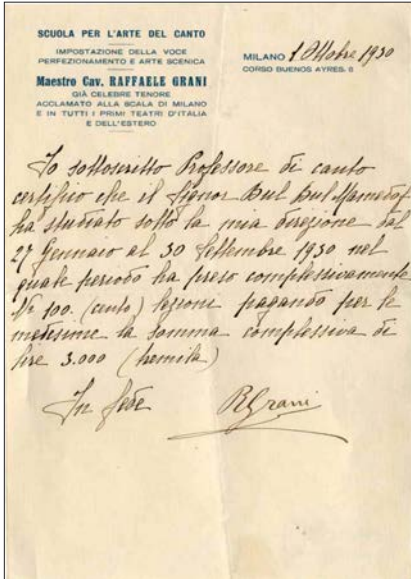 SCUOLA PER L'ARTE DEL CANTO
IMPOSTAZIONE DELLA VOCE
PERFEZIONAMENTO E ARTE SCENICA
Maestro Cav. RAFFAELE GRANI
GIÀ CELEBRE TENORE
ACCLAMATO ALLA SCALA DI MILANO
E IN TUTTI I PRIMI TEATRI D'ITALIA
E DELL'ESTERO
MILANO 1 Ottobre 1930
CORSO BUENOS AYRES, 8
Io sottoscritto Professore di canto
certifico che il Signor Bul Bul Mamedof
ha studiato sotto la mia direzione dal
27 Gennaio al 30 Settembre 1930 nel
quale periodo ha preso complessivamente
N° 100. (cento) lezioni pagando per le
medesime la somma complessiva di
lire 3.000 (tremila)
In fede
RGrani